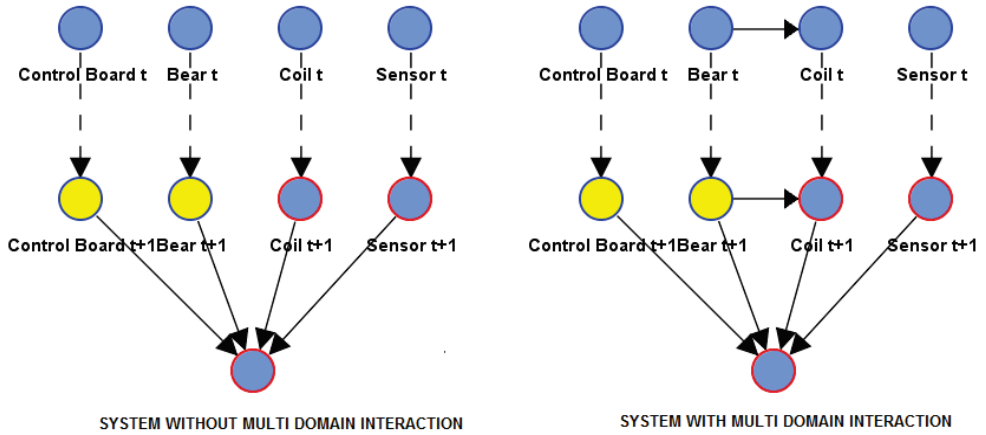 Control Board t Bear t Coil t Sensor t
Control Board t+1 Bear t+1 Coil t+1 Sensor t+1
SYSTEM WITHOUT MULTI DOMAIN INTERACTION
Control Board t Bear t Coil t Sensor t
Control Board t+1 Bear t+1 Coil t+1 Sensor t+1
SYSTEM WITH MULTI DOMAIN INTERACTION